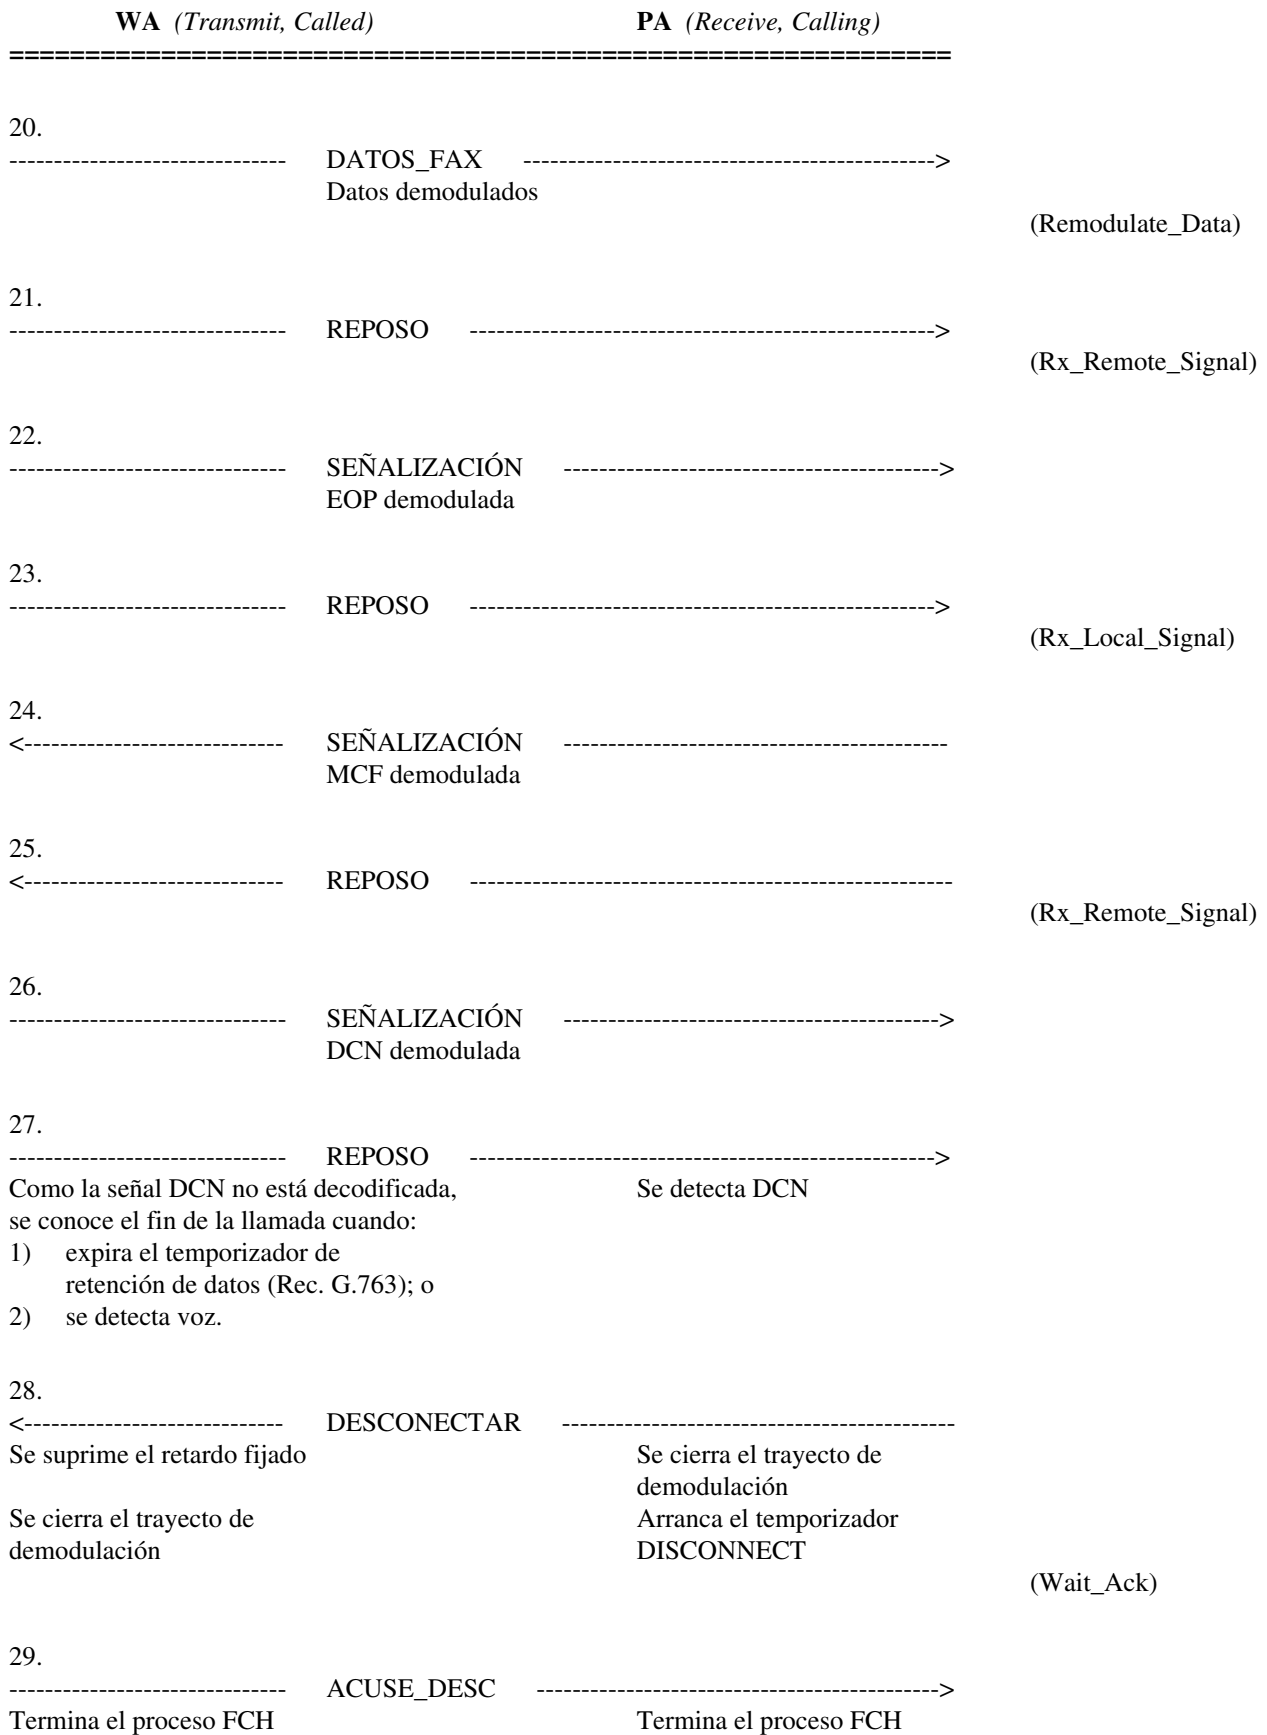 WA (Transmit, Called) PA (Receive, Calling)
==============================================================
20.
------------------------------- DATOS_FAX ---------------------------------------------->
Datos demodulados
(Remodulate_Data)
21.
------------------------------- REPOSO ---------------------------------------------------->
(Rx_Remote_Signal)
22.
------------------------------- SEÑALIZACIÓN ------------------------------------------>
EOP demodulada
23.
------------------------------- REPOSO ---------------------------------------------------->
(Rx_Local_Signal)
24.
<----------------------------- SEÑALIZACIÓN -------------------------------------------
MCF demodulada
25.
<----------------------------- REPOSO ------------------------------------------------------
(Rx_Remote_Signal)
26.
------------------------------- SEÑALIZACIÓN ------------------------------------------>
DCN demodulada
27.
------------------------------- REPOSO ---------------------------------------------------->
Como la señal DCN no está decodificada, Se detecta DCN
se conoce el fin de la llamada cuando:
1) expira el temporizador de
retención de datos (Rec. G.763); o
2) se detecta voz.
28.
<----------------------------- DESCONECTAR --------------------------------------------
Se suprime el retardo fijado Se cierra el trayecto de
demodulación
Se cierra el trayecto de Arranca el temporizador
demodulación DISCONNECT
(Wait_Ack)
29.
------------------------------- ACUSE_DESC --------------------------------------------->
Termina el proceso FCH Termina el proceso FCH